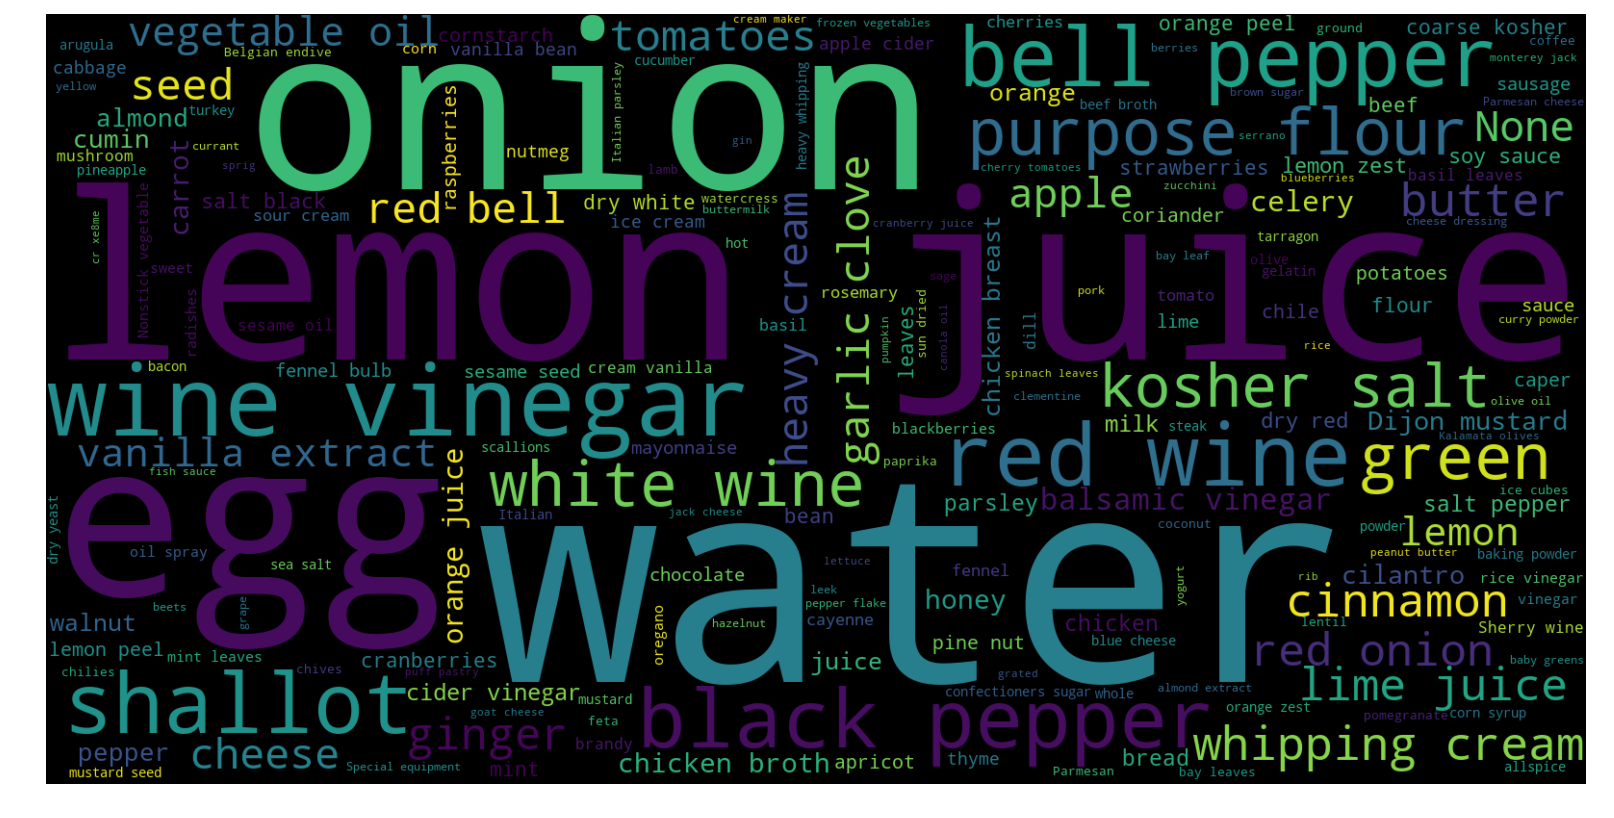 vegetable oil
cornstarch
onion
tomatoes
cream maker
frozen vegetables
apple cider
cherries
orange peel
ground
coarse kosher
coffee
monterey jack
berries
bell pepper
arugula
Belgian endive
corn
vanilla bean
cucumber
cabbage
yellow
seed
Italian parsley
heavy whipping
orange
brown sugar
beef broth
beef
sausage
Parmesan cheese
almond
turkey
cumin
currant
mushroom
sprig
pineapple
raspberries
nutmeg
gin
lamb
purpose flour
serrano
None
soy sauce
cherry tomatoes
strawberries
lemon zest
basil leaves
blueberries
zucchini
carrot
salt black
sour cream
red bell
dry white
watercress
buttermilk
ice cream
apple
coriander
celery
butter
cheese dressing
cranberry juice
cr xe8me
Nonstick vegetable
sweet
radishes
lemon juice
sesame oil
hot
basil
heavy cream
garlic clove
rosemary
sage
pumpkin
leaves
sun dried
canola oil
chicken breast
dill
pork
bay leaf
tarragon
olive
gelatin
tomato
lime
chile
potatoes
flour
sauce
curry powder
rice
bacon
fennel bulb
sesame seed
cream vanilla
spinach leaves
clementine
kosher salt
caper
olive oil
wine vinegar
blackberries
milk
steak
dry red
Dijon mustard
Kalamata olives
vanilla extract
scallions
mayonnaise
paprika
red wine
green
fish sauce
dry yeast
egg
orange juice
white wine
parsley
balsamic vinegar
ice cubes
salt pepper
Italian
jack cheese
bean
coconut
powder
lemon
oil spray
sea salt
water
lettuce
peanut butter
baking powder
chocolate
fennel
yogurt
rib
cilantro
rice vinegar
leek
pepper flake
cayenne
honey
cinnamon
vinegar
beets
grape
walnut
hazelnut
oregano
chicken
lentil
Sherry wine
lemon peel
mint leaves
cranberries
pine nut
blue cheese
red onion
baby greens
juice
chilies
chives
puff pastry
grated
shallot
cider vinegar
mustard
confectioners sugar
whole
almond extract
lime juice
goat cheese
feta
black pepper
orange zest
pomegranate
corn syrup
pepper
cheese
ginger
brandy
whipping cream
mustard seed
Special equipment
mint
chicken broth
apricot
thyme
Parmesan
bread
bay leaves
allspice